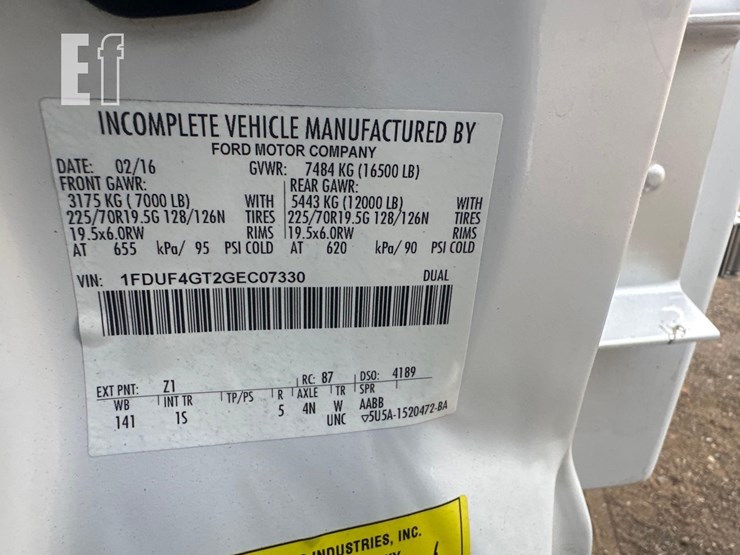 Ef
INCOMPLETE VEHICLE MANUFACTURED BY
FORD MOTOR COMPANY
DATE: 02/16 GVWR: 7484 KG (16500 LB)
FRONT GAWR: REAR GAWR:
3175 KG ( 7000 LB) WITH 5443 KG (12000 LB) WITH
225/70R19.5G 128/126N TIRES 225/70R19.5G 128/126N TIRES
19.5x6.0RW RIMS 19.5x6.0RW RIMS
AT 655 kPa/ 95 PSI COLD AT 620 kPa/ 90 PSI COLD
VIN: 1FDUF4GT2GEC07330 DUAL
EXT PNT: Z1 RC: 87 DSO: 4189
WB INT TR TP/PS R AXLE TR SPR
141 1S 5 4N W AABB
UNC ▽5U5A-1520472-BA
INDUSTRIES, INC.